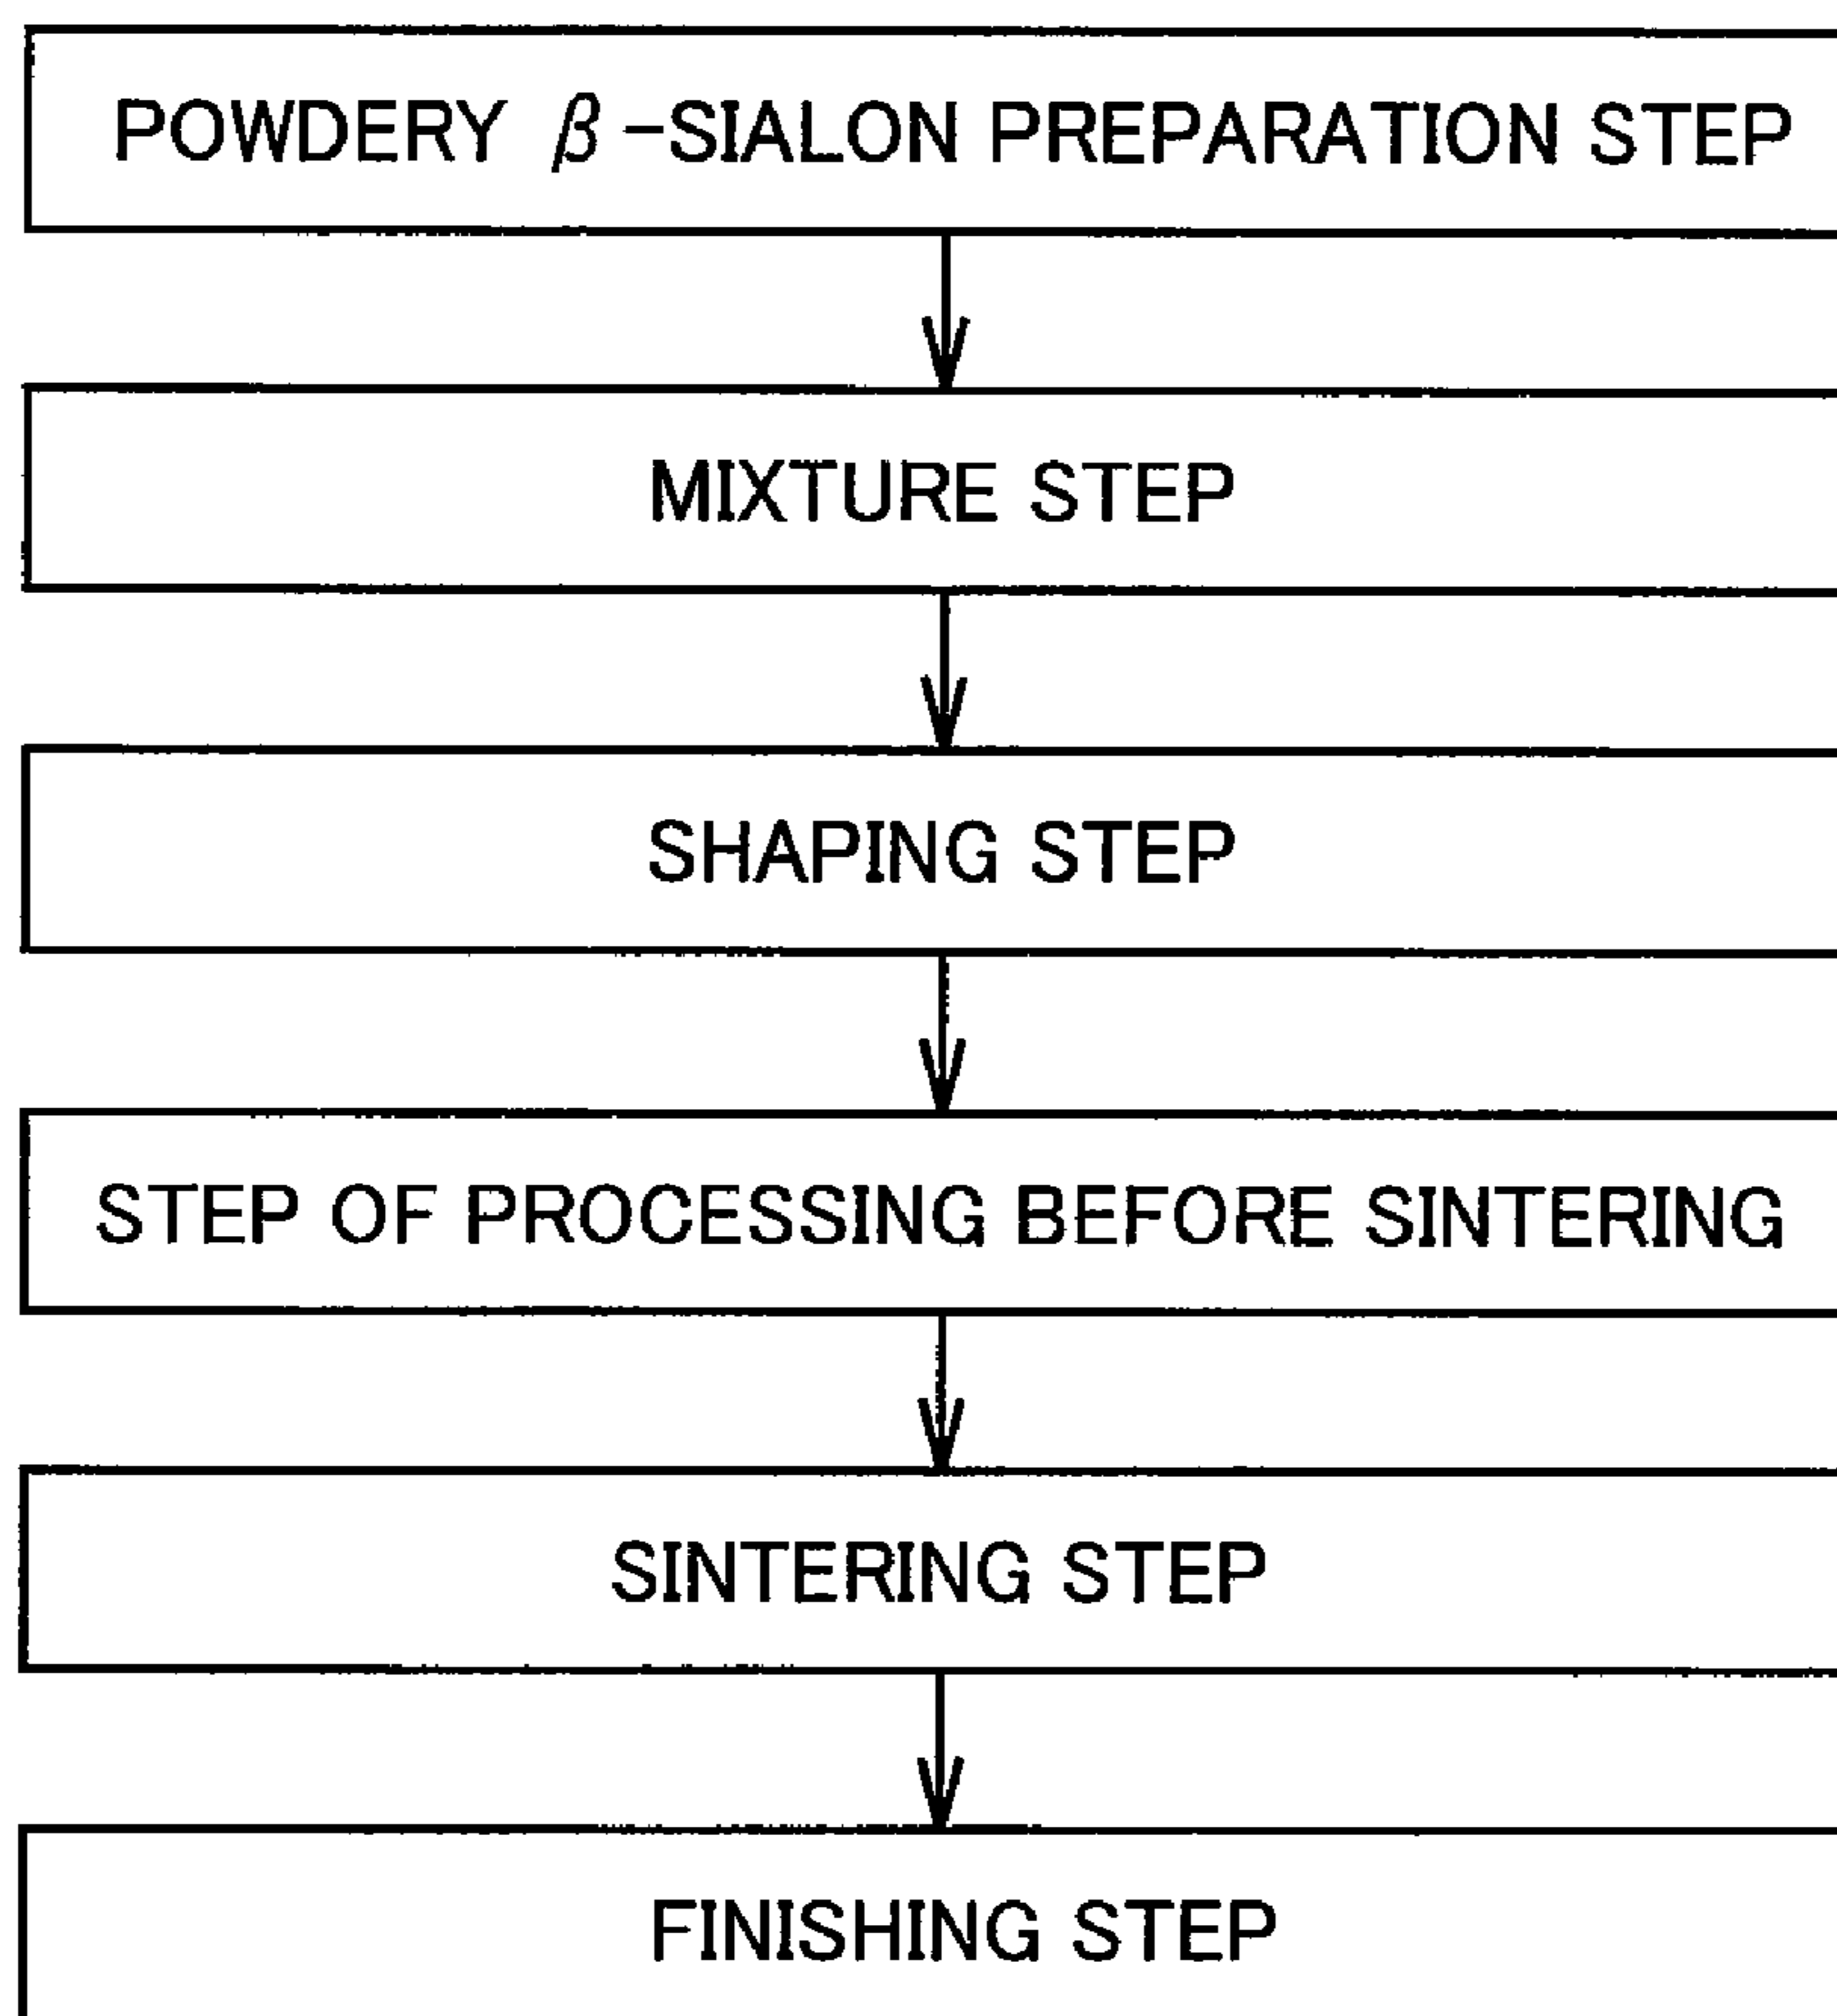 POWDERY β-SIALON PREPARATION STEP
MIXTURE STEP
SHAPING STEP
STEP OF PROCESSING BEFORE SINTERING
SINTERING STEP
FINISHING STEP